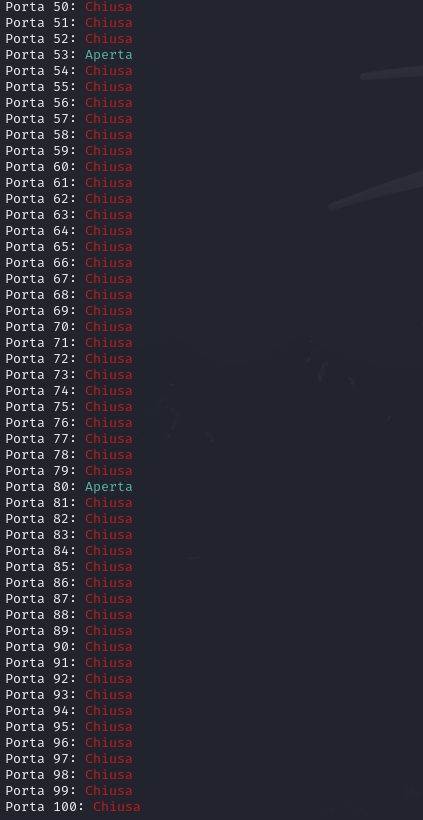 Porta 50: Chiusa
Porta 51: Chiusa
Porta 52: Chiusa
Porta 53: Aperta
Porta 54: Chiusa
Porta 55: Chiusa
Porta 56: Chiusa
Porta 57: Chiusa
Porta 58: Chiusa
Porta 59: Chiusa
Porta 60: Chiusa
Porta 61: Chiusa
Porta 62: Chiusa
Porta 63: Chiusa
Porta 64: Chiusa
Porta 65: Chiusa
Porta 66: Chiusa
Porta 67: Chiusa
Porta 68: Chiusa
Porta 69: Chiusa
Porta 70: Chiusa
Porta 71: Chiusa
Porta 72: Chiusa
Porta 73: Chiusa
Porta 74: Chiusa
Porta 75: Chiusa
Porta 76: Chiusa
Porta 77: Chiusa
Porta 78: Chiusa
Porta 79: Chiusa
Porta 80: Aperta
Porta 81: Chiusa
Porta 82: Chiusa
Porta 83: Chiusa
Porta 84: Chiusa
Porta 85: Chiusa
Porta 86: Chiusa
Porta 87: Chiusa
Porta 88: Chiusa
Porta 89: Chiusa
Porta 90: Chiusa
Porta 91: Chiusa
Porta 92: Chiusa
Porta 93: Chiusa
Porta 94: Chiusa
Porta 95: Chiusa
Porta 96: Chiusa
Porta 97: Chiusa
Porta 98: Chiusa
Porta 99: Chiusa
Porta 100: Chiusa